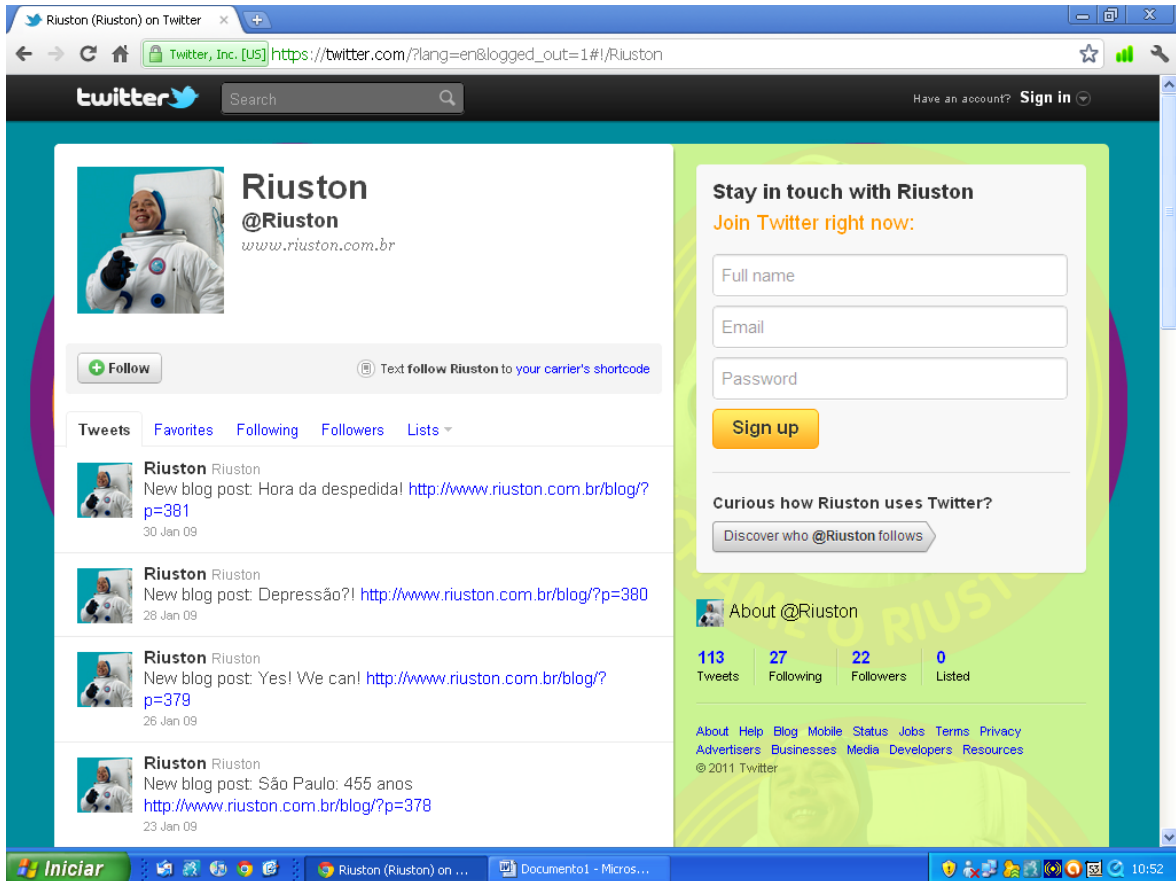 Riuston (Riuston) on Twitter
Twitter, Inc. [US] https://twitter.com/?lang=en&logged_out=1#!/Riuston
twitter
Search
Have an account? Sign in
Riuston
@Riuston
www.riuston.com.br
Follow
Text follow Riuston to your carrier's shortcode
Tweets Favorites Following Followers Lists
Riuston Riuston
New blog post: Hora da despedida! http://www.riuston.com.br/blog/?
p=381
30 Jan 09
Riuston Riuston
New blog post: Depressão?! http://www.riuston.com.br/blog/?p=380
28 Jan 09
Riuston Riuston
New blog post: Yes! We can! http://www.riuston.com.br/blog/?
p=379
26 Jan 09
Riuston Riuston
New blog post: São Paulo: 455 anos
http://www.riuston.com.br/blog/?p=378
23 Jan 09
Stay in touch with Riuston
Join Twitter right now:
Full name
Email
Password
Sign up
Curious how Riuston uses Twitter?
Discover who @Riuston follows
CHAME O RIUSTON
About @Riuston
113 27 22 0
Tweets Following Followers Listed
About Help Blog Mobile Status Jobs Terms Privacy
Advertisers Businesses Media Developers Resources
© 2011 Twitter
Iniciar
Riuston (Riuston) on ...
Documento1 - Micros...
10:52